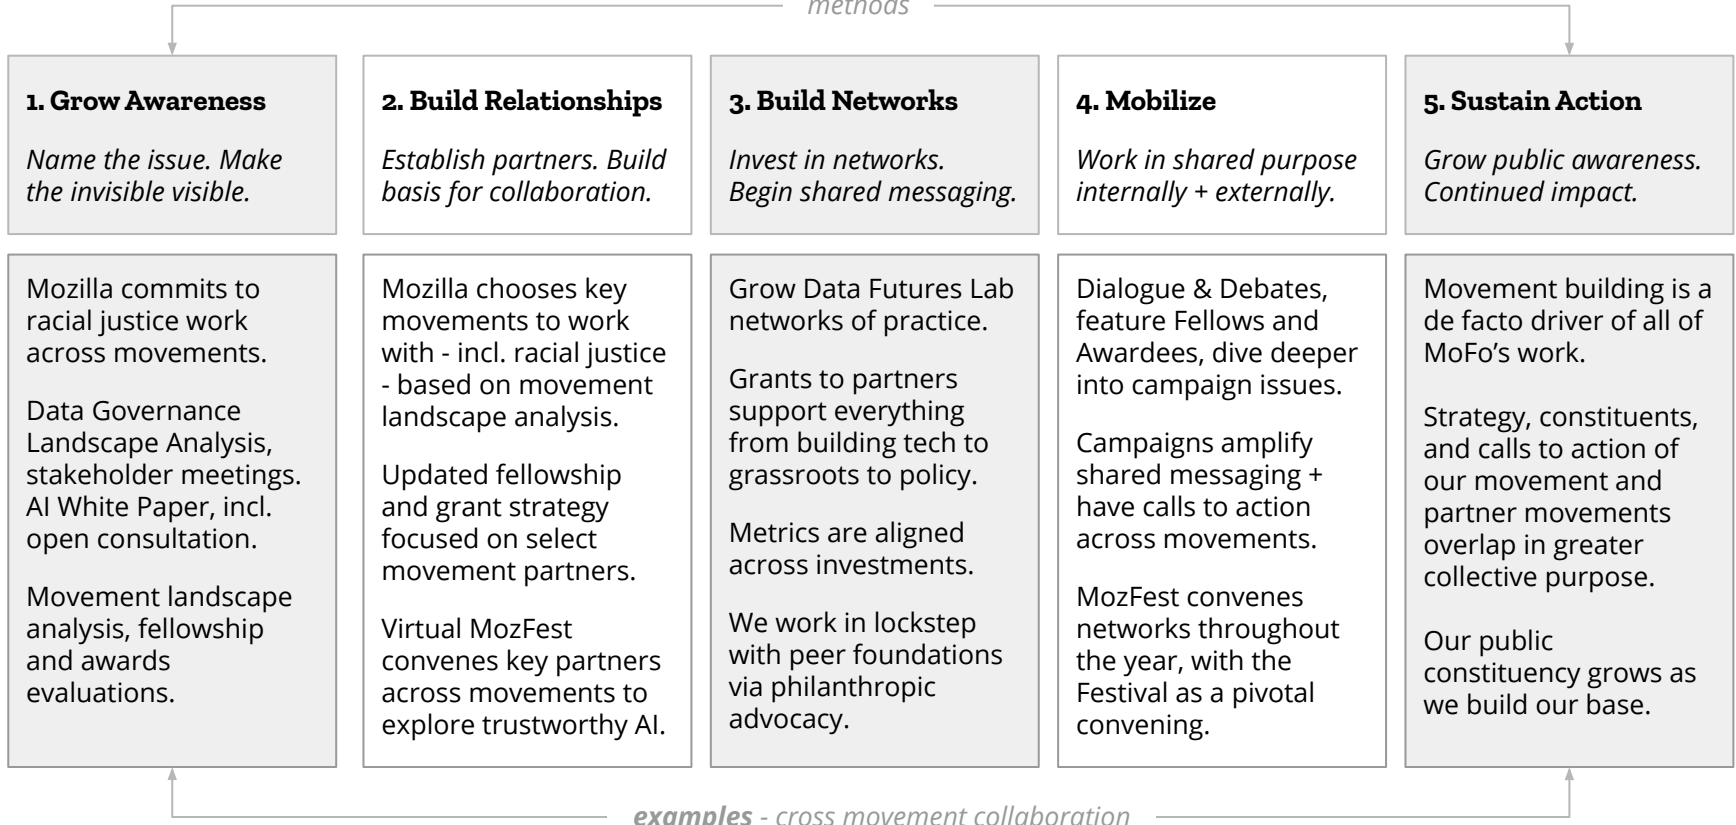 methods
1. Grow Awareness
Name the issue. Make
the invisible visible.
2. Build Relationships
Establish partners. Build
basis for collaboration.
3. Build Networks
Invest in networks.
Begin shared messaging.
4. Mobilize
Work in shared purpose
internally + externally.
5. Sustain Action
Grow public awareness.
Continued impact.
Mozilla commits to
racial justice work
across movements.
Data Governance
Landscape Analysis,
stakeholder meetings.
AI White Paper, incl.
open consultation.
Movement landscape
analysis, fellowship
and awards
evaluations.
Mozilla chooses key
movements to work
with - incl. racial justice
- based on movement
landscape analysis.
Updated fellowship
and grant strategy
focused on select
movement partners.
Virtual MozFest
convenes key partners
across movements to
explore trustworthy AI.
Grow Data Futures Lab
networks of practice.
Grants to partners
support everything
from building tech to
grassroots to policy.
Metrics are aligned
across investments.
We work in lockstep
with peer foundations
via philanthropic
advocacy.
Dialogue & Debates,
feature Fellows and
Awardees, dive deeper
into campaign issues.
Campaigns amplify
shared messaging +
have calls to action
across movements.
MozFest convenes
networks throughout
the year, with the
Festival as a pivotal
convening.
Movement building is a
de facto driver of all of
MoFo’s work.
Strategy, constituents,
and calls to action of
our movement and
partner movements
overlap in greater
collective purpose.
Our public
constituency grows as
we build our base.
examples - cross movement collaboration